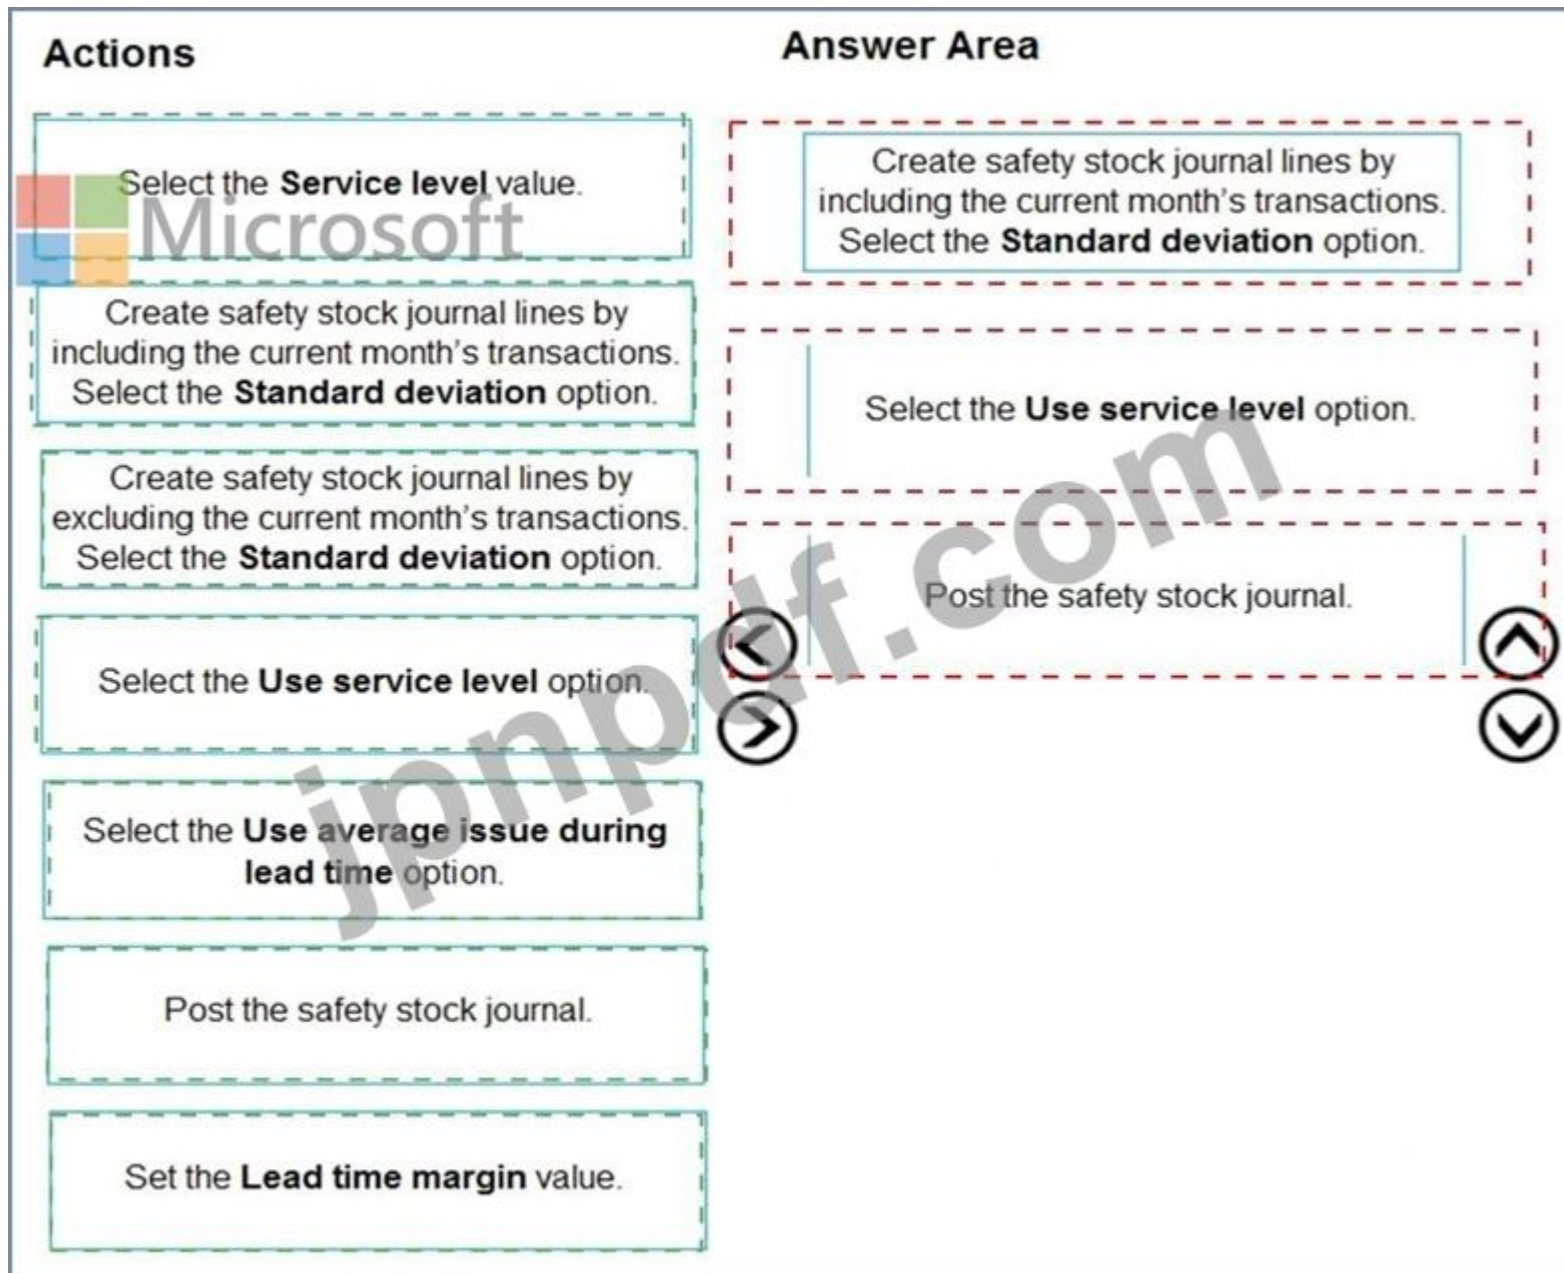 Actions
Select the Service level value.
Microsoft
Create safety stock journal lines by
including the current month's transactions.
Select the Standard deviation option.
Create safety stock journal lines by
excluding the current month's transactions.
Select the Standard deviation option.
Select the Use service level option.
Select the Use average issue during
lead time option.
Post the safety stock journal.
Set the Lead time margin value.
Answer Area
Create safety stock journal lines by
including the current month's transactions.
Select the Standard deviation option.
Select the Use service level option.
Post the safety stock journal.
jpnpdf.com